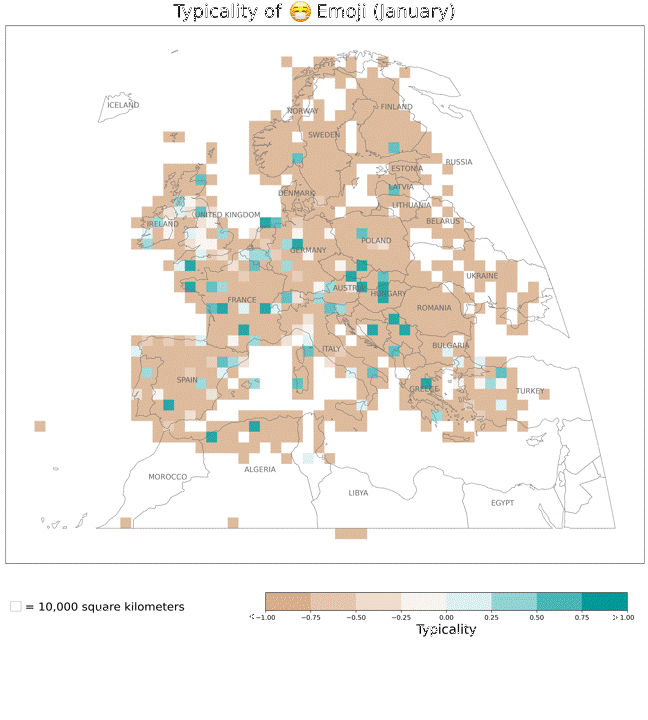 Typicality of 😷 Emoji (January)
ICELAND
NORWAY
FINLAND
SWEDEN
RUSSIA
ESTONIA
LATVIA
DENMARK
LITHUANIA
UNITED KINGDOM
IRELAND
BELARUS
POLAND
GERMANY
UKRAINE
AUSTRIA
HUNGARY
FRANCE
ROMANIA
ITALY
BULGARIA
SPAIN
GREECE
TURKEY
ALGERIA
MOROCCO
LIBYA
EGYPT
= 10,000 square kilometers
<-1.00 −0.75 −0.50 −0.25 0.00 0.25 0.50 0.75 >1.00
Typicality